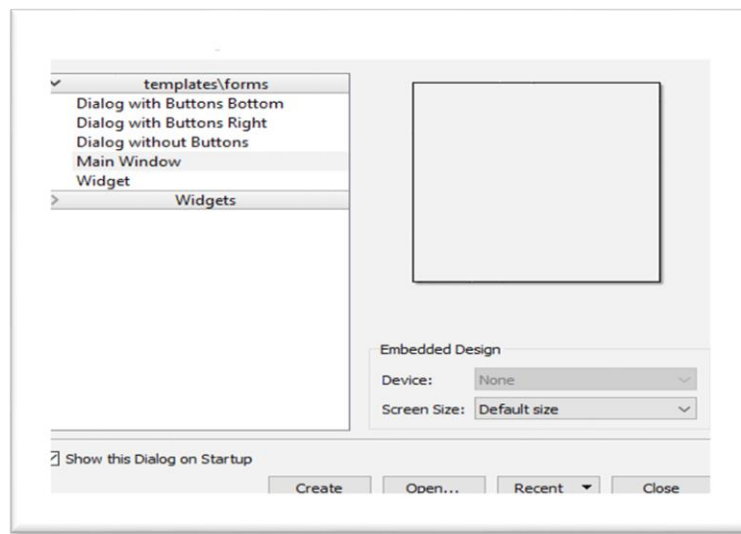 templates\forms
Dialog with Buttons Bottom
Dialog with Buttons Right
Dialog without Buttons
Main Window
Widget
Widgets
Embedded Design
Device: None
Screen Size: Default size
Show this Dialog on Startup
Create Open... Recent Close